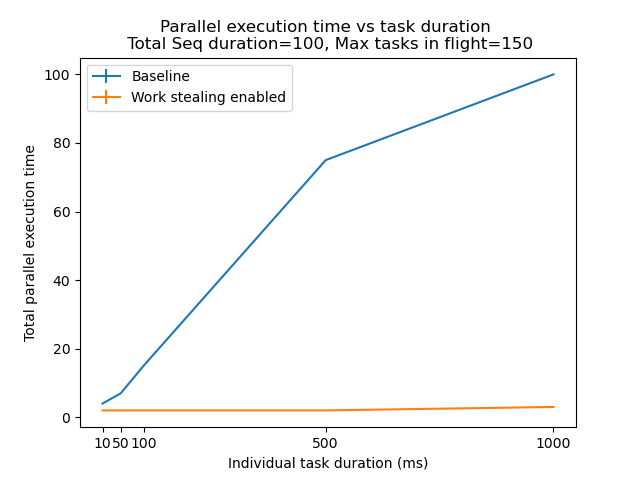 Parallel execution time vs task duration
Total Seq duration=100, Max tasks in flight=150
Baseline
Work stealing enabled
Total parallel execution time
100
80
60
40
20
0
10 50 100 500 1000
Individual task duration (ms)